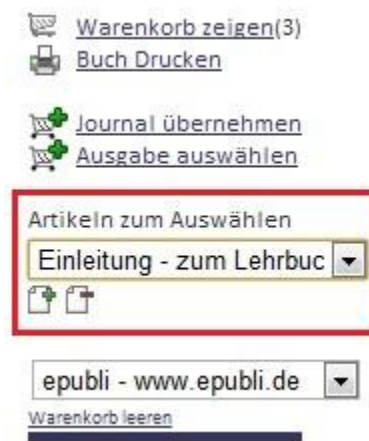 Warenkorb zeigen(3)
Buch Drucken
Journal übernehmen
Ausgabe auswählen
Artikeln zum Auswählen
Einleitung - zum Lehrbuc
epubli - www.epubli.de
Warenkorb leeren